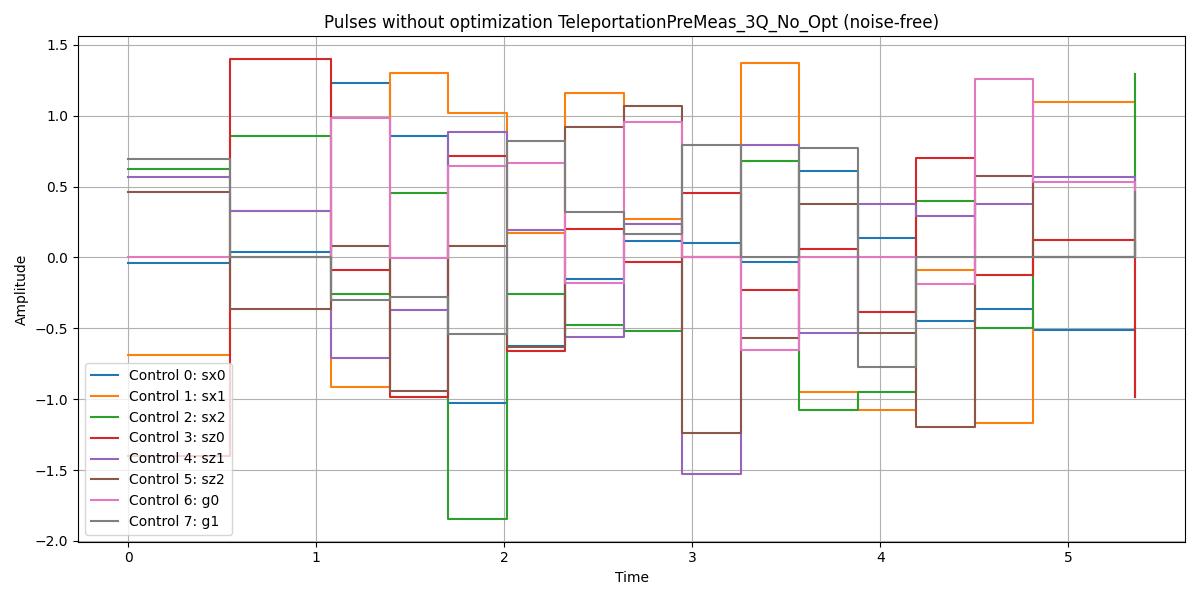 Pulses without optimization TeleportationPreMeas_3Q_No_Opt (noise-free)
1.5
1.0
0.5
0.0
−0.5
−1.0
−1.5
−2.0
Amplitude
Control 0: sx0
Control 1: sx1
Control 2: sx2
Control 3: sz0
Control 4: sz1
Control 5: sz2
Control 6: g0
Control 7: g1
0 1 2 3 4 5
Time